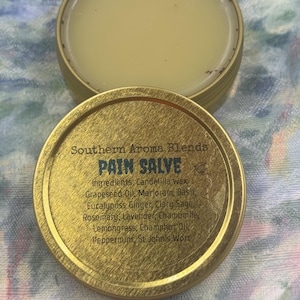 Southern Aroma Blends
PAIN SALVE
Ingredients: Candelilla wax,
Grapeseed Oil, Marjoram, Basil,
Eucalyptus Ginger, Clary Sage,
Rosemary, Lavender, Chamomile,
Lemongrass, Camphor, Oil,
Peppermint, St. John's Wort